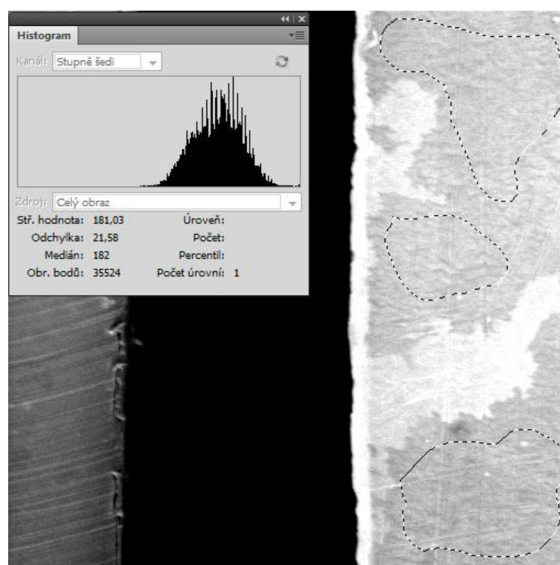 Histogram
Kanál: Stupně šedi
Zdroj: Celý obraz
Stř. hodnota: 181,03 Úroveň:
Odchylka: 21,58 Počet:
Medián: 182 Percentil:
Obr. bodů: 35524 Počet úrovní: 1